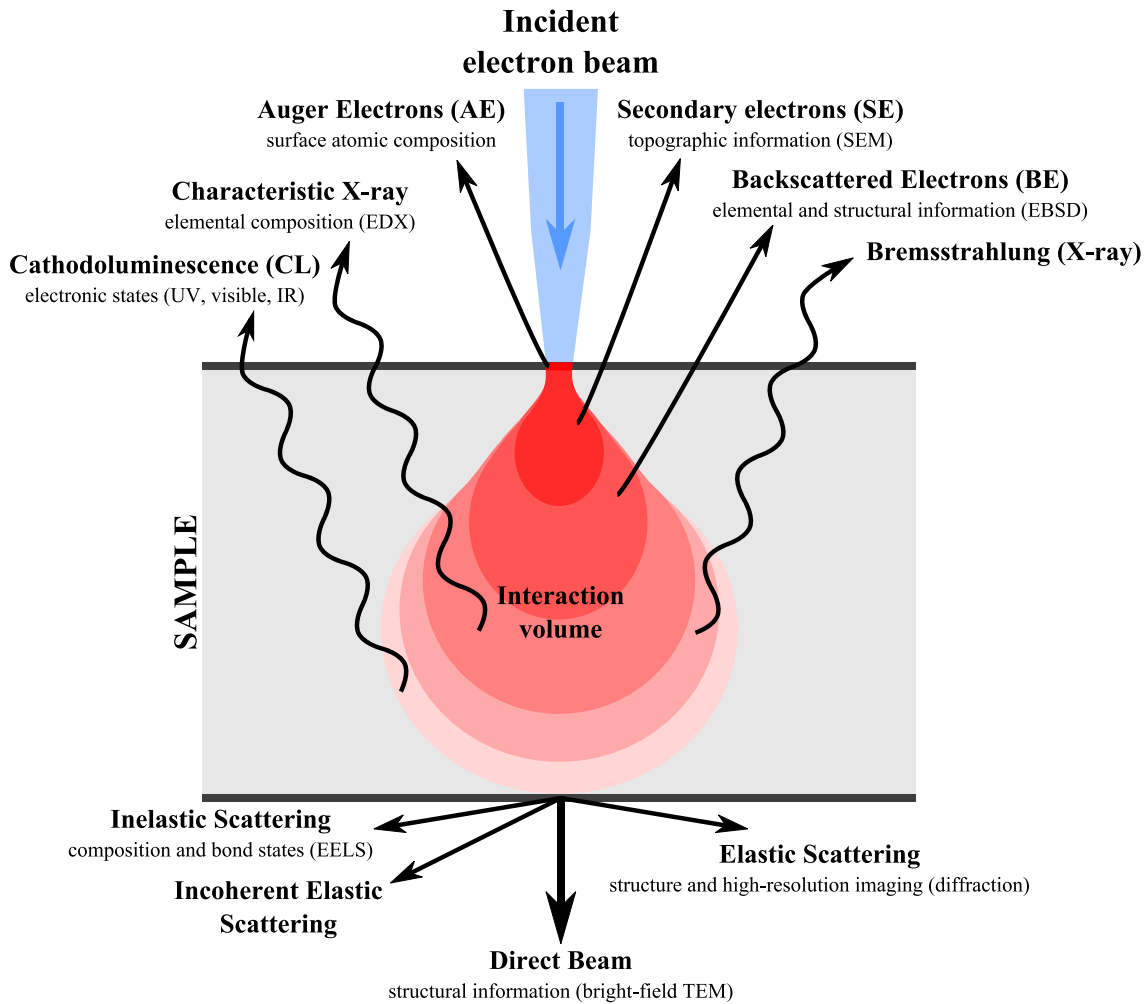 Incident
electron beam
Auger Electrons (AE)
surface atomic composition
Secondary electrons (SE)
topographic information (SEM)
Characteristic X-ray
elemental composition (EDX)
Backscattered Electrons (BE)
elemental and structural information (EBSD)
Cathodoluminescence (CL)
electronic states (UV, visible, IR)
Bremsstrahlung (X-ray)
SAMPLE
Interaction
volume
Inelastic Scattering
composition and bond states (EELS)
Incoherent Elastic
Scattering
Elastic Scattering
structure and high-resolution imaging (diffraction)
Direct Beam
structural information (bright-field TEM)